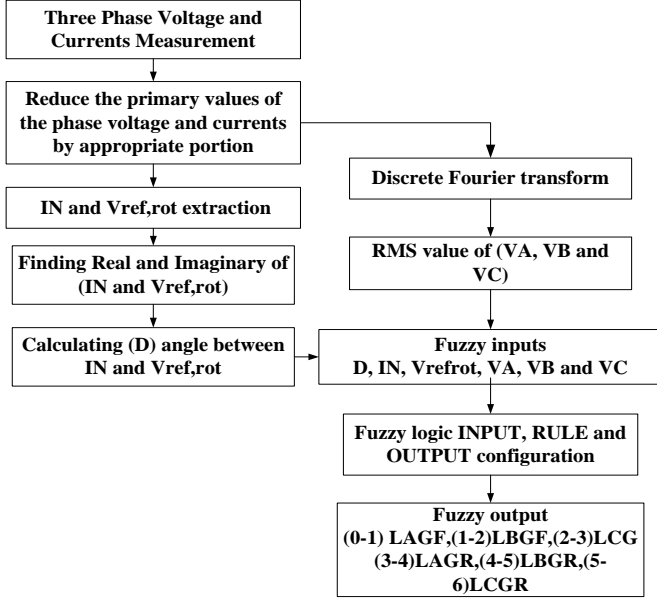 Three Phase Voltage and
Currents Measurement
Reduce the primary values of
the phase voltage and currents
by appropriate portion
IN and Vref,rot extraction
Finding Real and Imaginary of
(IN and Vref,rot)
Calculating (D) angle between
IN and Vref,rot
Discrete Fourier transform
RMS value of (VA, VB and
VC)
Fuzzy inputs
D, IN, Vrefrot, VA, VB and VC
Fuzzy logic INPUT, RULE and
OUTPUT configuration
Fuzzy output
(0-1) LAGF,(1-2)LBGF,(2-3)LCG
(3-4)LAGR,(4-5)LBGR,(5-
6)LCGR